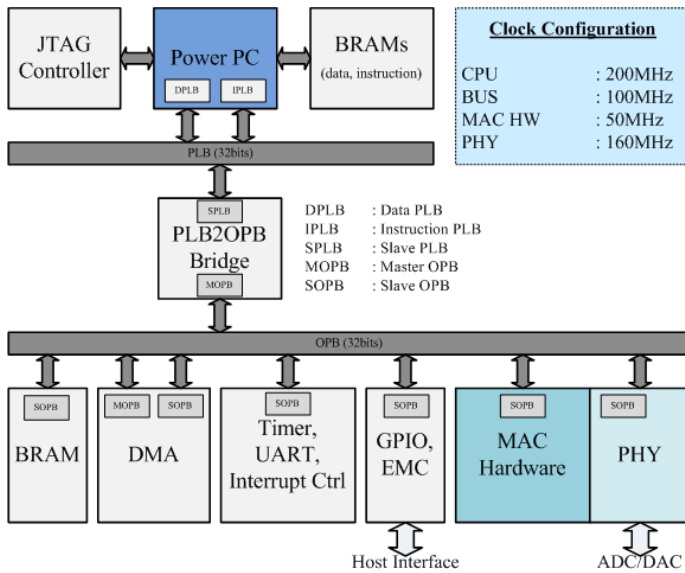 JTAG
Controller
Power PC
DPLB
IPLB
BRAMs
(data, instruction)
Clock Configuration
CPU : 200MHz
BUS : 100MHz
MAC HW : 50MHz
PHY : 160MHz
PLB (32bits)
SPLB
PLB2OPB
Bridge
MOPB
DPLB : Data PLB
IPLB : Instruction PLB
SPLB : Slave PLB
MOPB : Master OPB
SOPB : Slave OPB
OPB (32bits)
SOPB
BRAM
MOPB
SOPB
DMA
SOPB
Timer,
UART,
Interrupt Ctrl
SOPB
GPIO,
EMC
SOPB
MAC
Hardware
SOPB
PHY
Host Interface
ADC/DAC